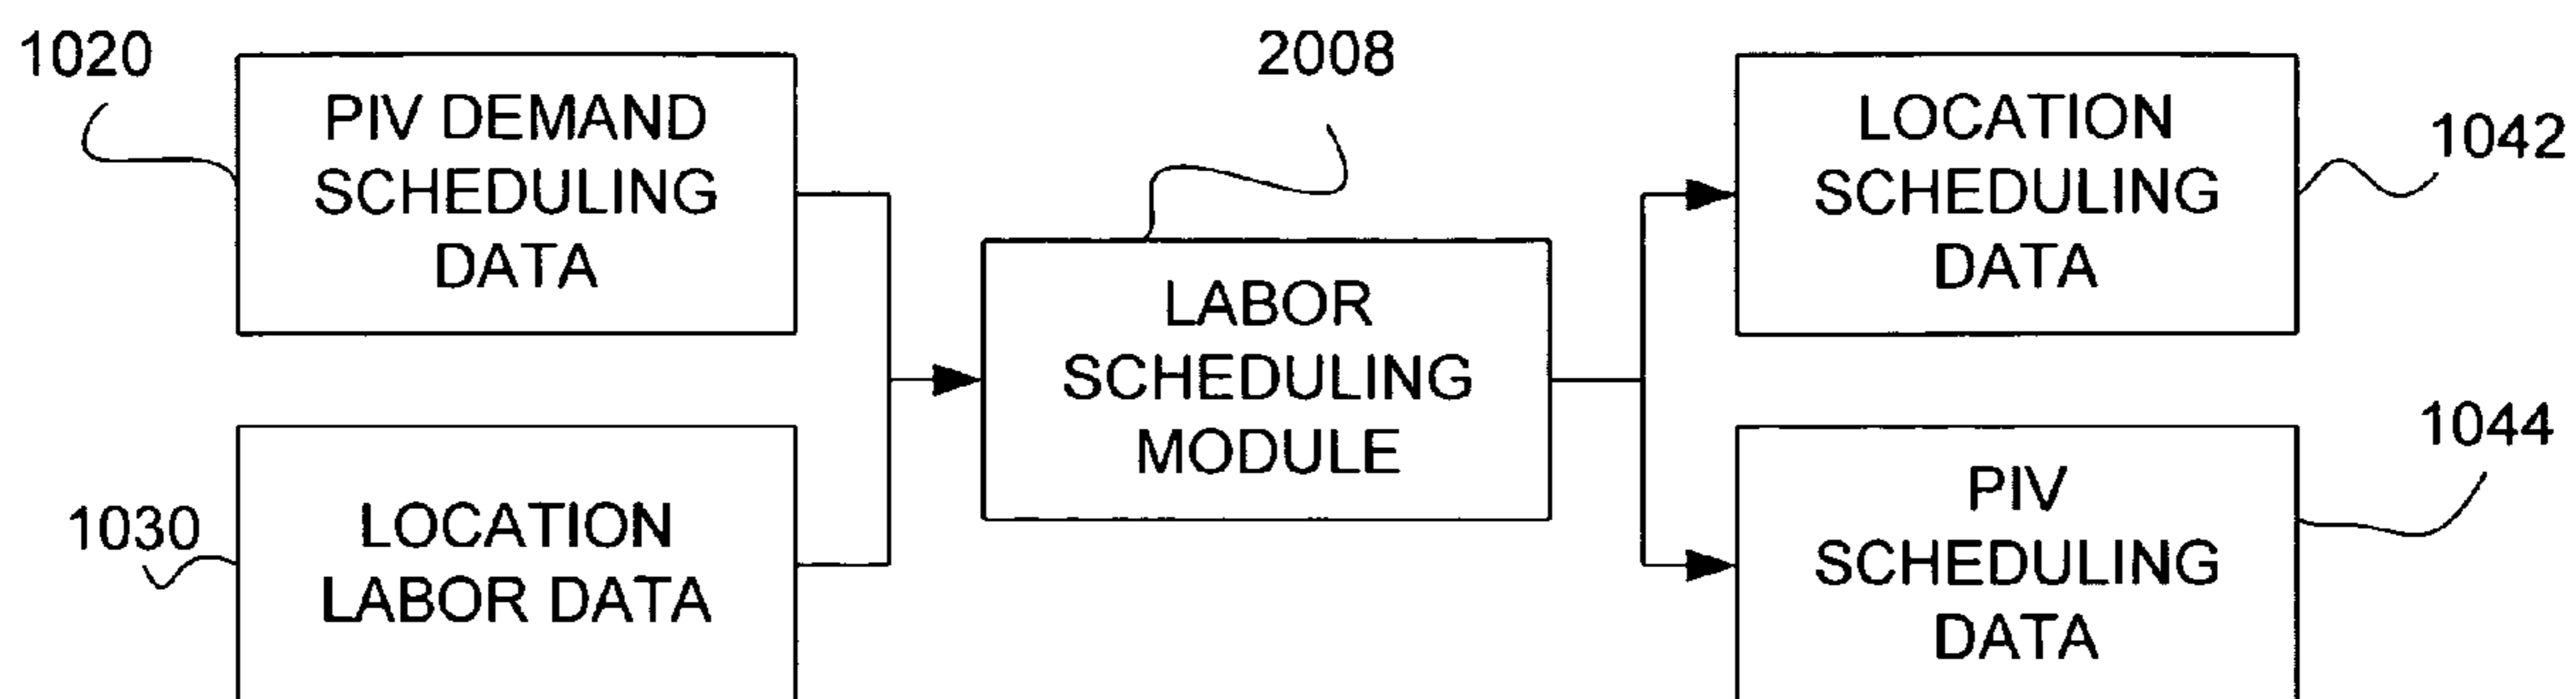 1020
PIV DEMAND
SCHEDULING
DATA
1030
LOCATION
LABOR DATA
2008
LABOR
SCHEDULING
MODULE
LOCATION
SCHEDULING
DATA
1042
PIV
SCHEDULING
DATA
1044